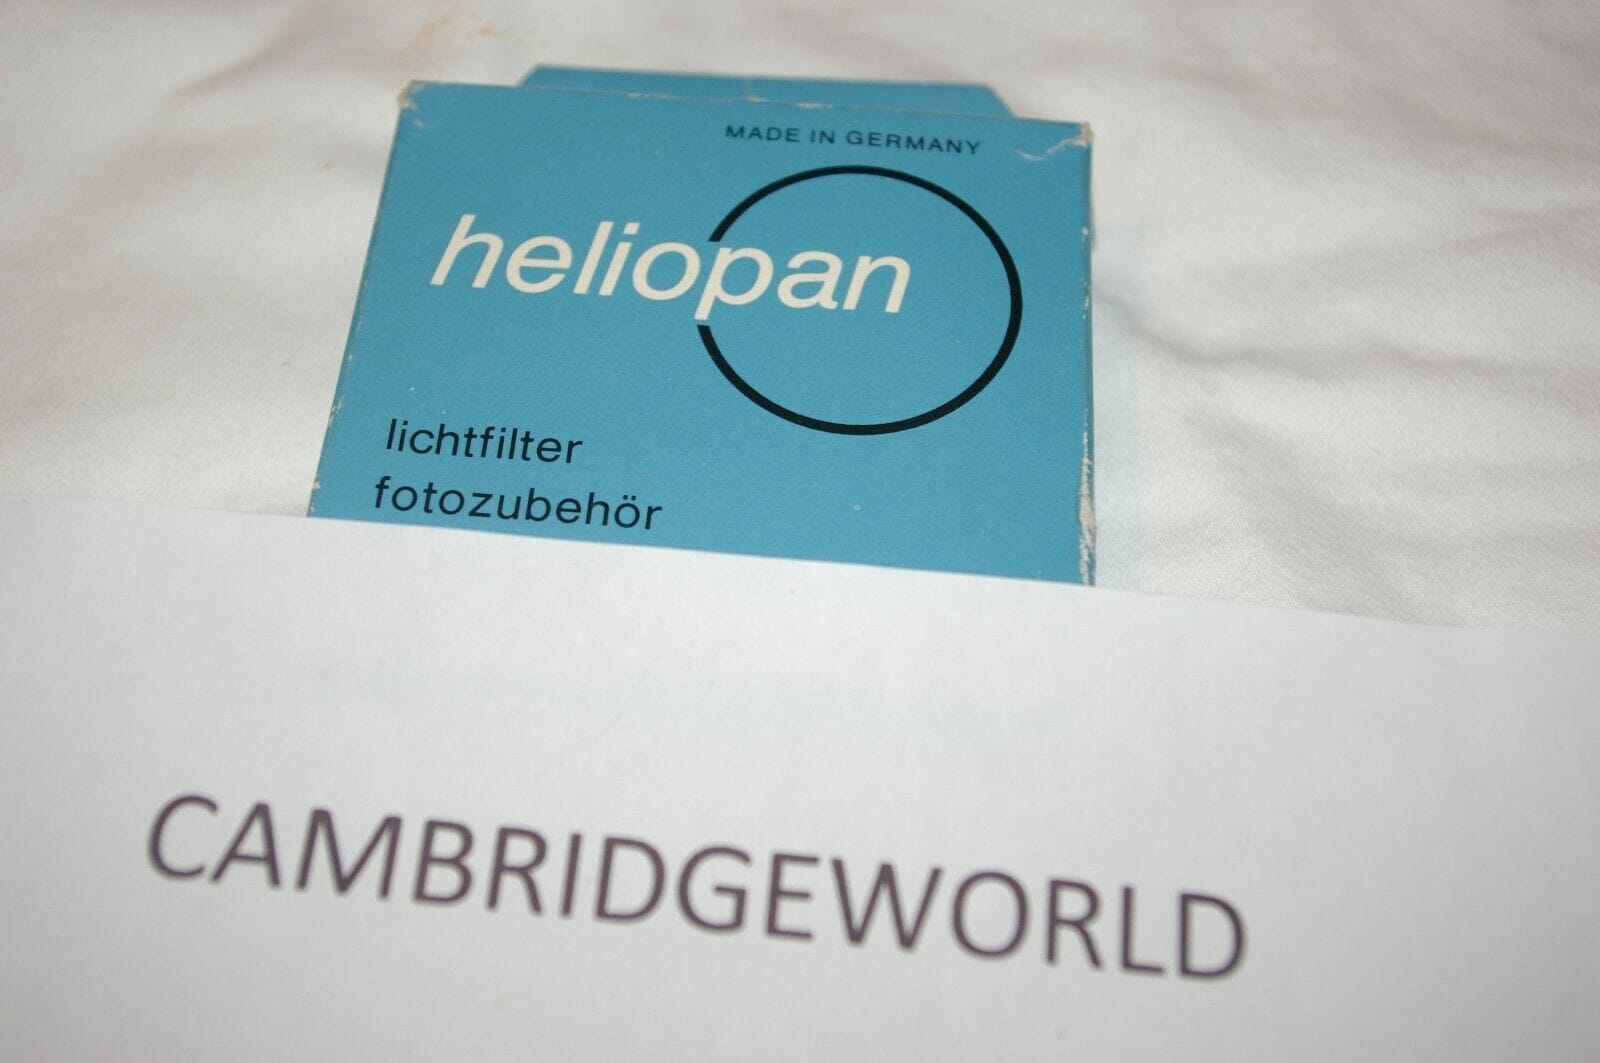 MADE IN GERMANY
heliopan
lichtfilter
fotozubehör
CAMBRIDGEWORLD